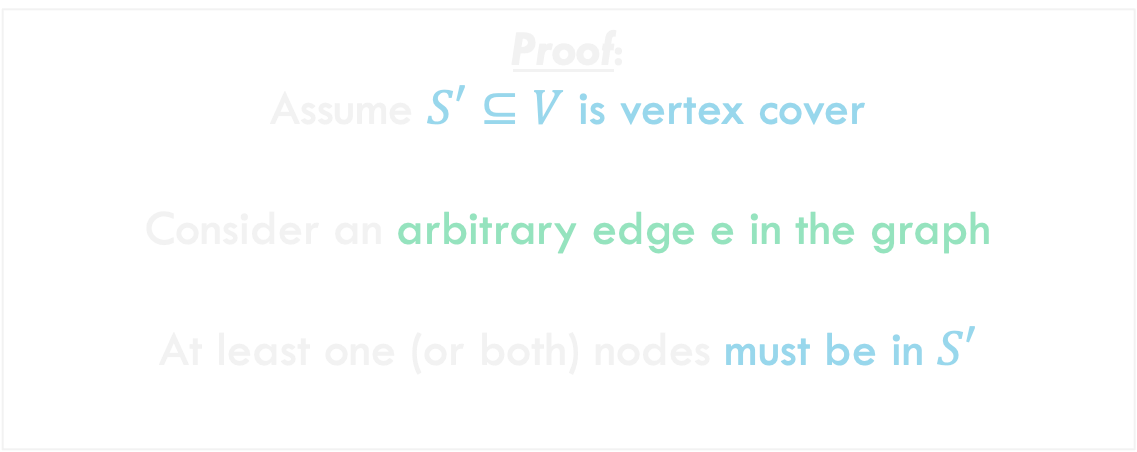 Proof:
Assume S′ ⊆ V is vertex cover
Consider an arbitrary edge e in the graph
At least one (or both) nodes must be in S′